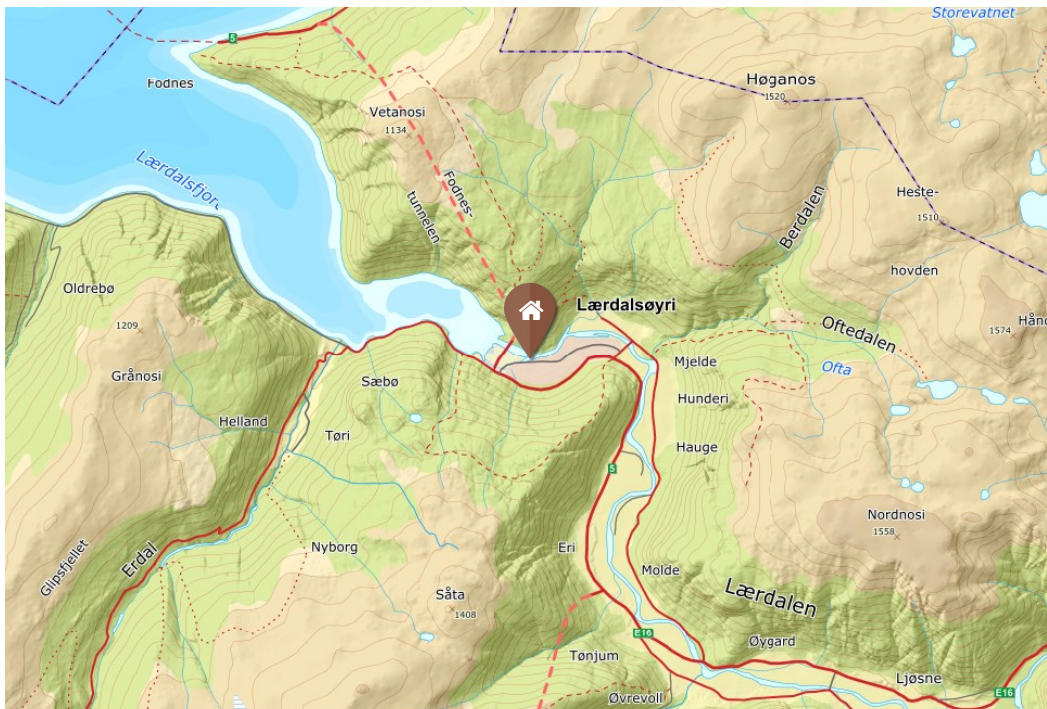 Storevatnet
5
Fodnes
Høganos
1520
Vetanosi
1134
Lærdalsfjor
Fodnes-
tunnelen
Berdalen
Heste-
1510
hovden
Oldrebø
Lærdalsøyri
1209
Oftedalen
1574
Mjelde
Ofta
Grånosi
Sæbø
Hunderi
Helland
Tøri
Hauge
5
Nordnosi
1558
Glipsfjellet
Erdal
Nyborg
Eri
Molde
Såta
1408
Lærdalen
E16
Øygard
Tønjum
Ljøsne
E16
Øvrevoll